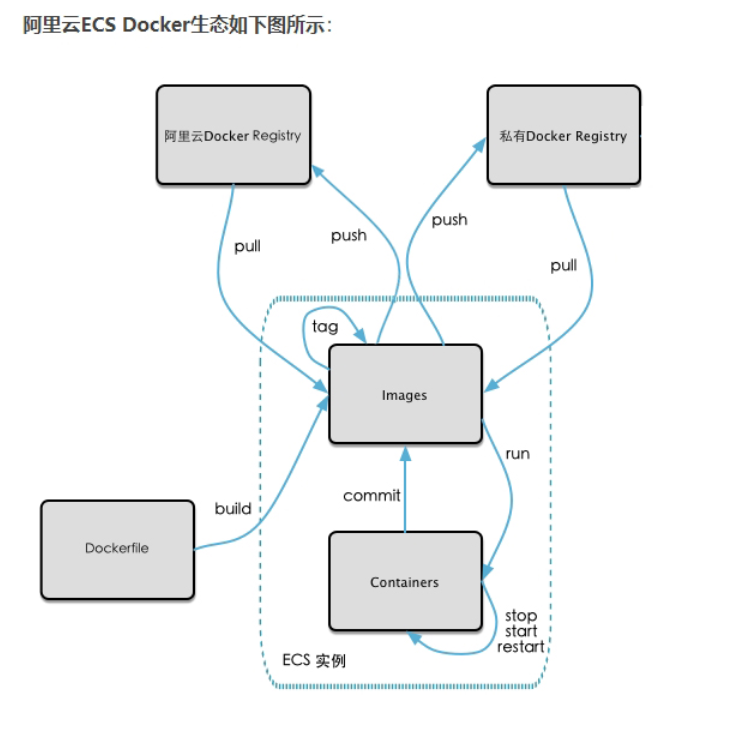 阿里云ECS Docker生态如下图所示：
阿里云Docker Registry
私有Docker Registry
pull
push
push
pull
tag
Images
run
commit
build
Dockerfile
Containers
stop
start
restart
ECS 实例